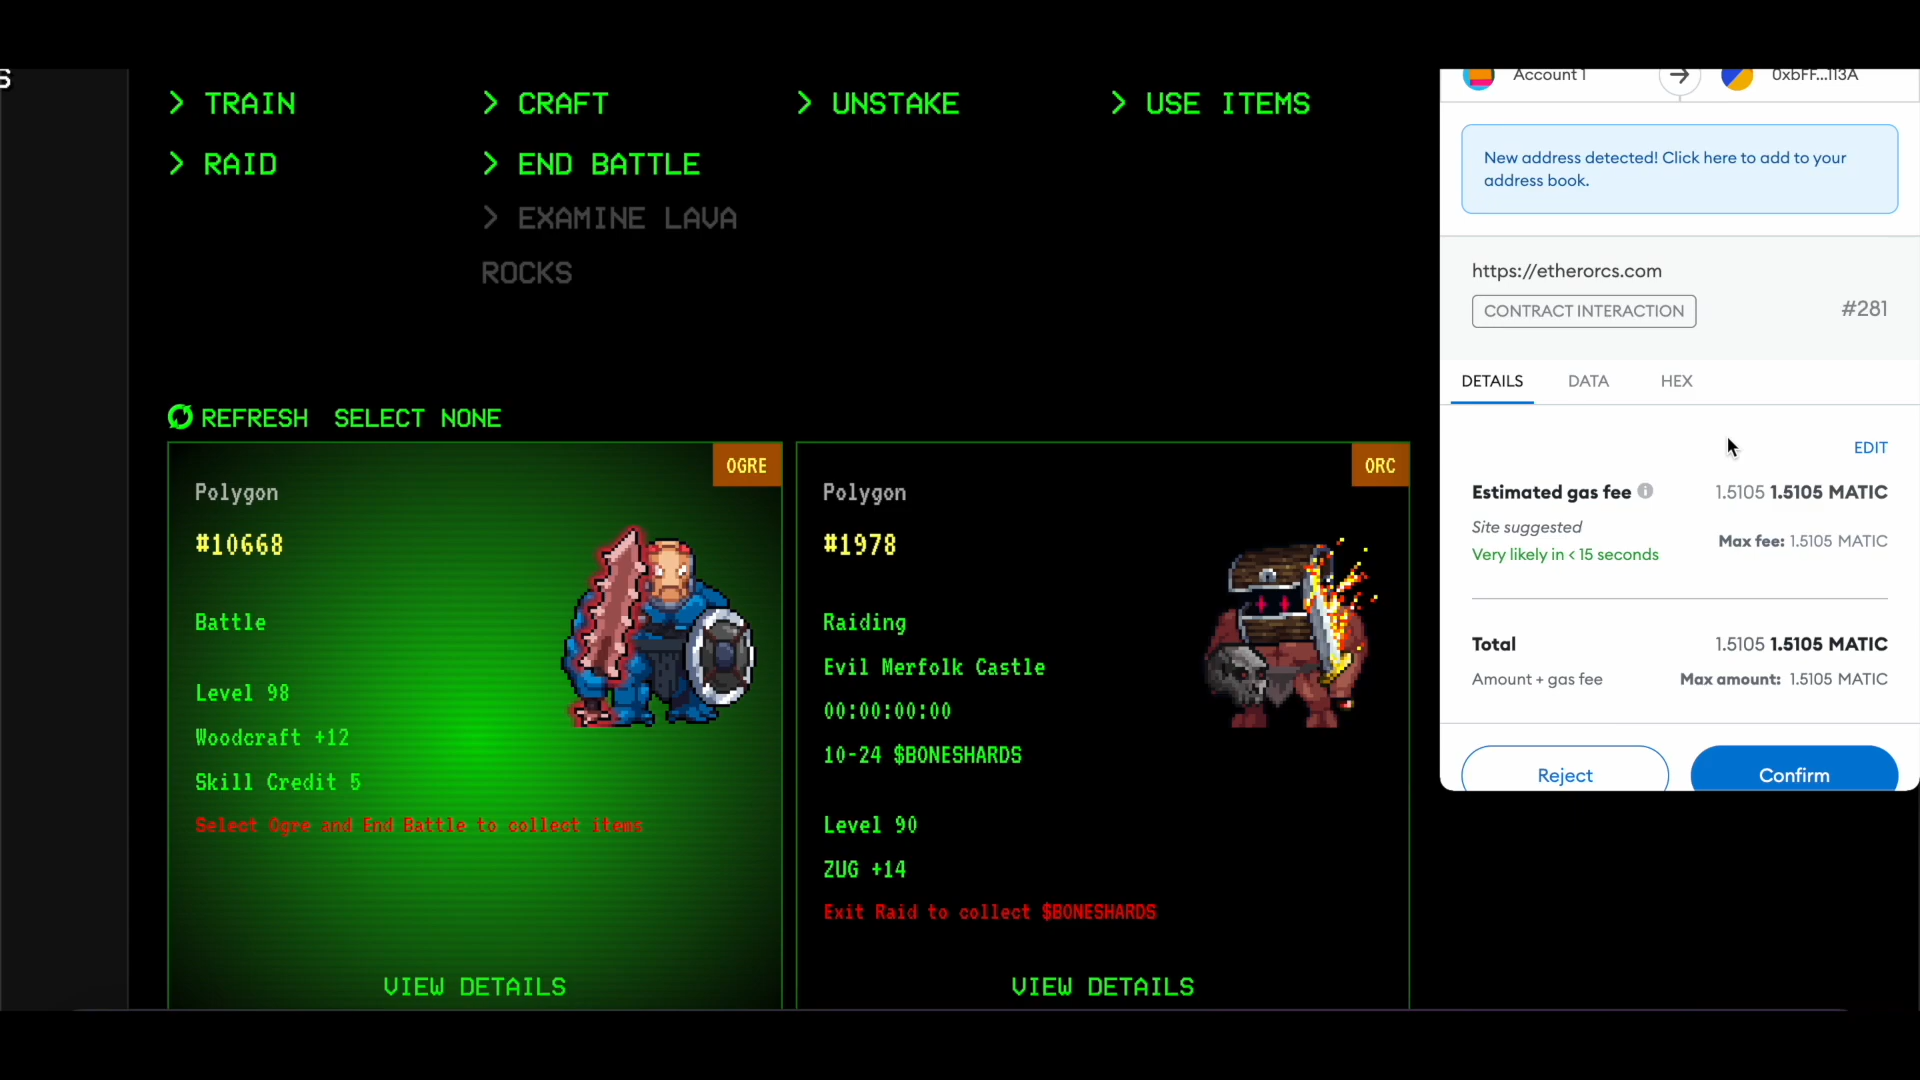 S
> TRAIN
> CRAFT
> UNSTAKE
> USE ITEMS
> RAID
> END BATTLE
> EXAMINE LAVA
ROCKS
REFRESH SELECT NONE
OGRE
Polygon
#10668
Battle
Level 98
Woodcraft +12
Skill Credit 5
Select Ogre and End Battle to collect items
VIEW DETAILS
ORC
Polygon
#1978
Raiding
Evil Merfolk Castle
00:00:00:00
10-24 $BONESHARDS
Level 90
ZUG +14
Exit Raid to collect $BONESHARDS
VIEW DETAILS
Account 1
0xbFF...113A
New address detected! Click here to add to your
address book.
https://etherorcs.com
CONTRACT INTERACTION
#281
DETAILS DATA HEX
EDIT
Estimated gas fee 1.5105 1.5105 MATIC
Site suggested
Max fee: 1.5105 MATIC
Very likely in < 15 seconds
Total 1.5105 1.5105 MATIC
Amount + gas fee Max amount: 1.5105 MATIC
Reject Confirm